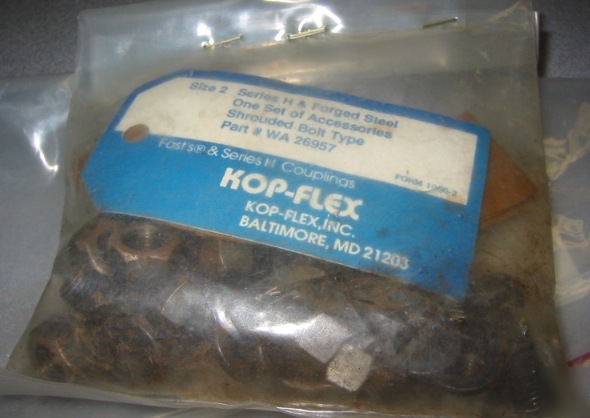 Size 2 Series H & Forged Steel
One Set of Accessories
Shrouded Bolt Type
Part # WA 26957
Fast's® & Series H Couplings
FORM 1960-2
KOP-FLEX
KOP-FLEX, INC.
BALTIMORE, MD 21203